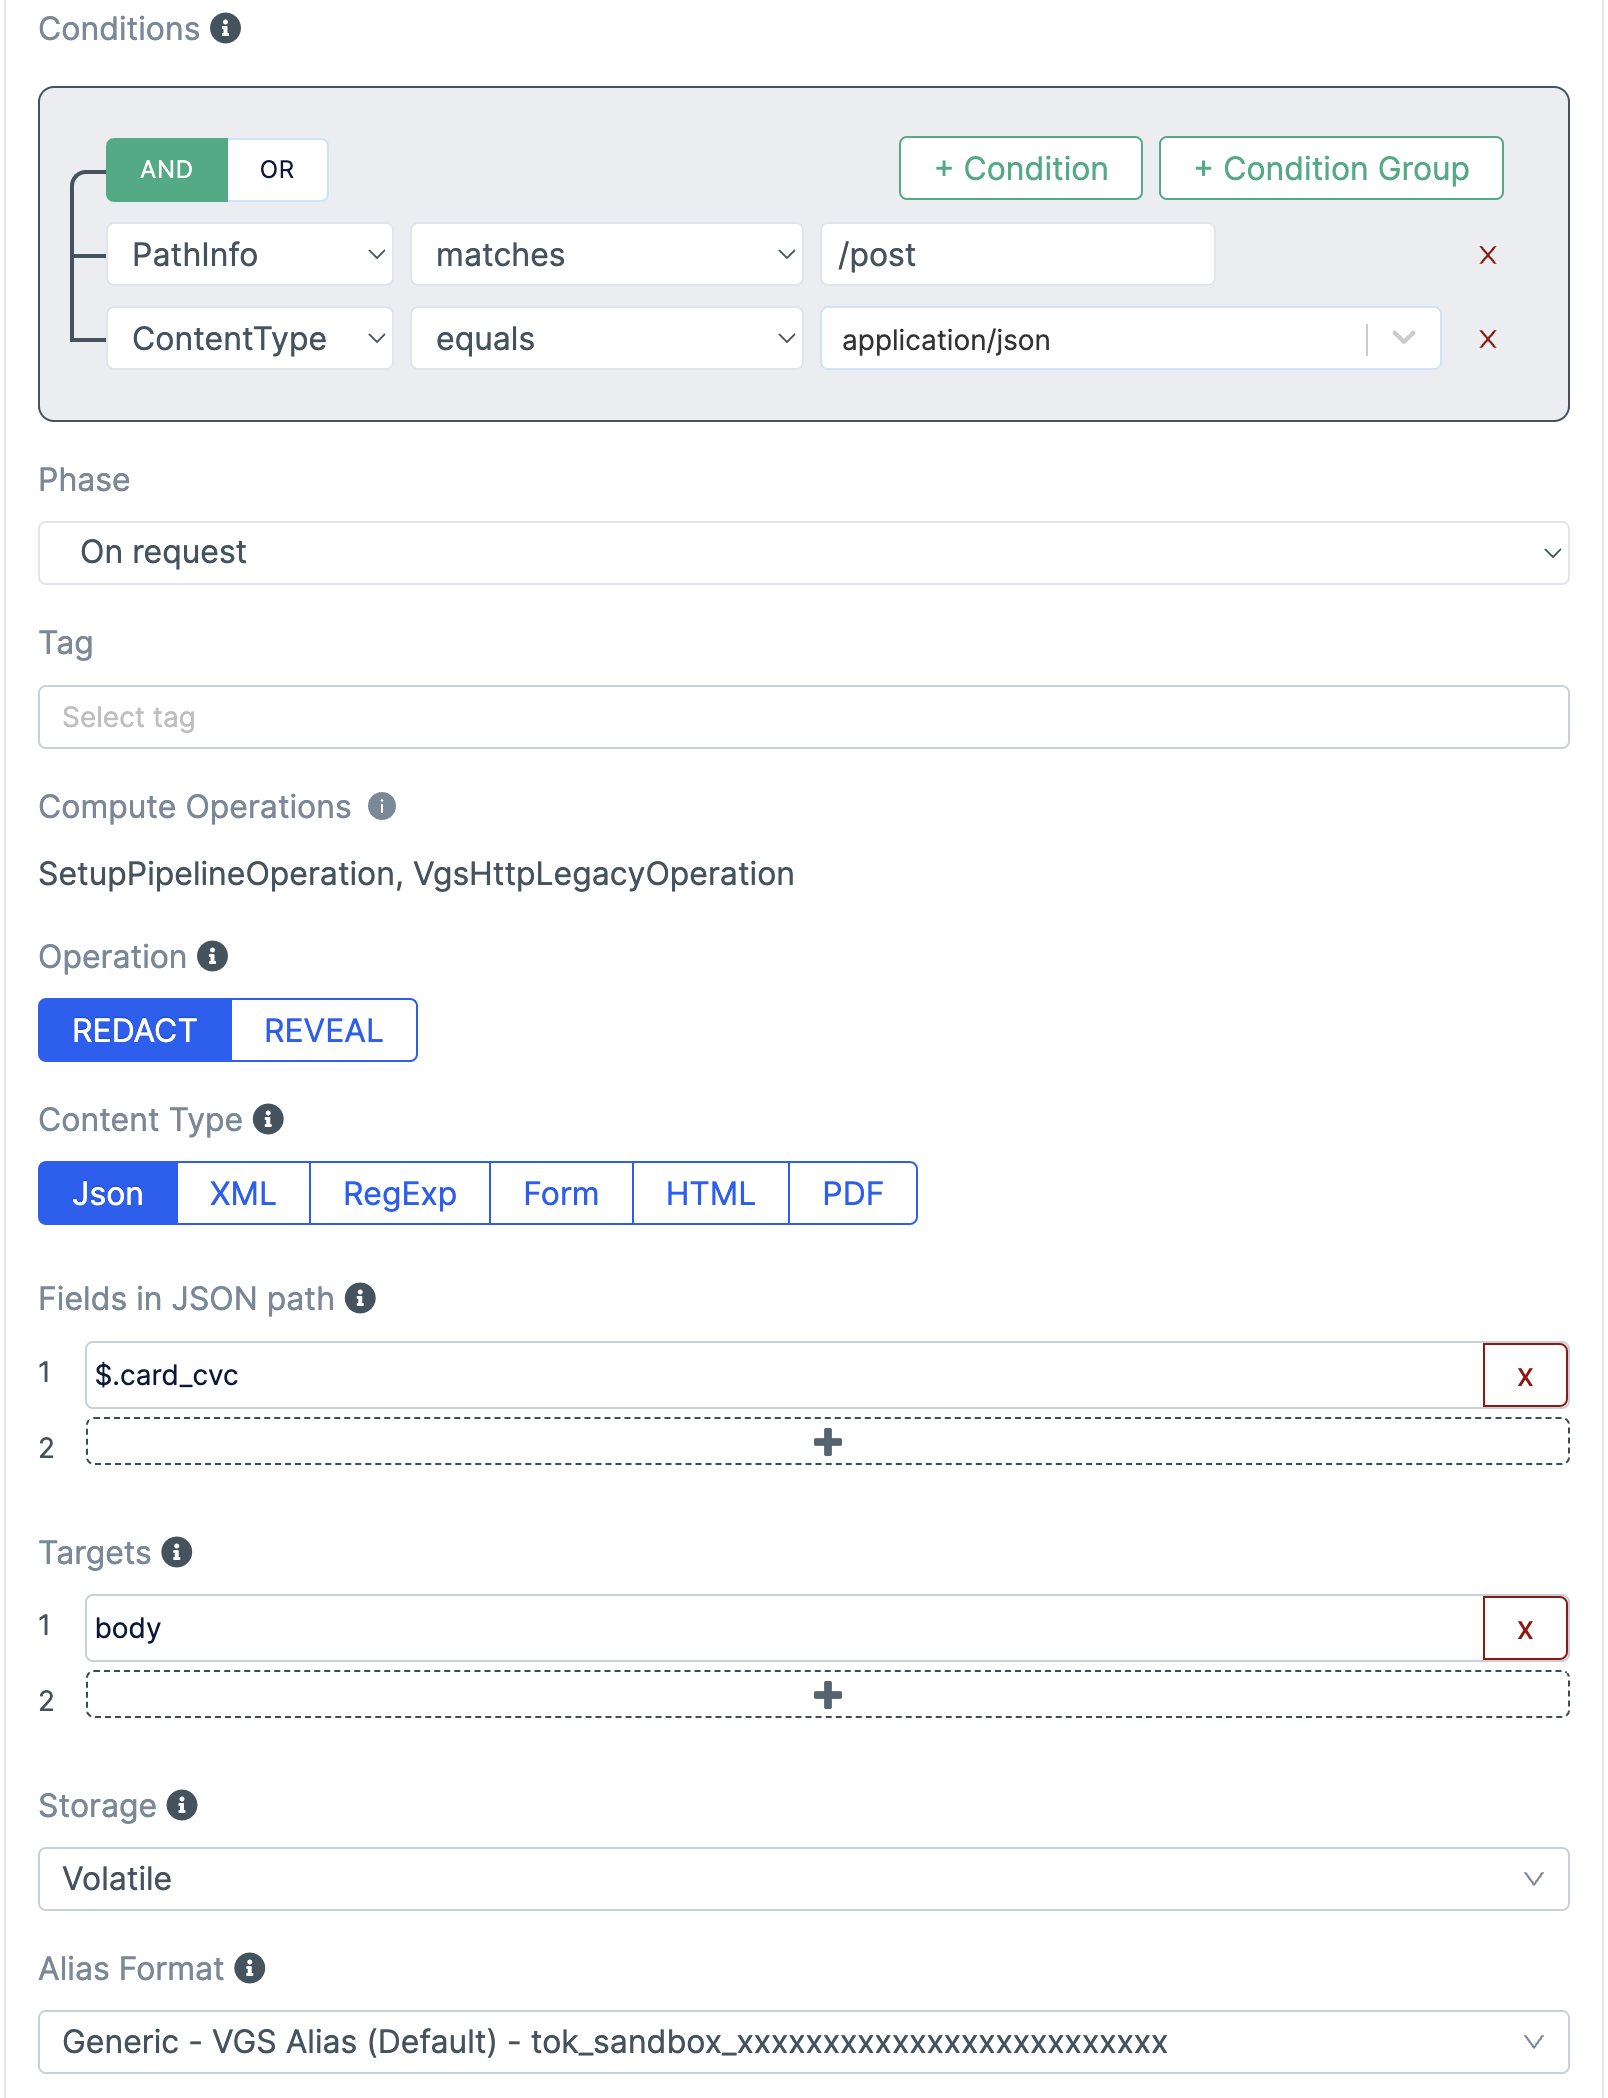 Conditions
AND OR + Condition + Condition Group
PathInfo matches /post X
ContentType equals application/json X
Phase
On request
Tag
Select tag
Compute Operations
SetupPipelineOperation, VgsHttpLegacyOperation
Operation
REDACT REVEAL
Content Type
Json XML RegExp Form HTML PDF
Fields in JSON path
1 $.card_cvc x
2 +
Targets
1 body x
2 +
Storage
Volatile
Alias Format
Generic - VGS Alias (Default) - tok_sandbox_xxxxxxxxxxxxxxxxxxxxxxxxx